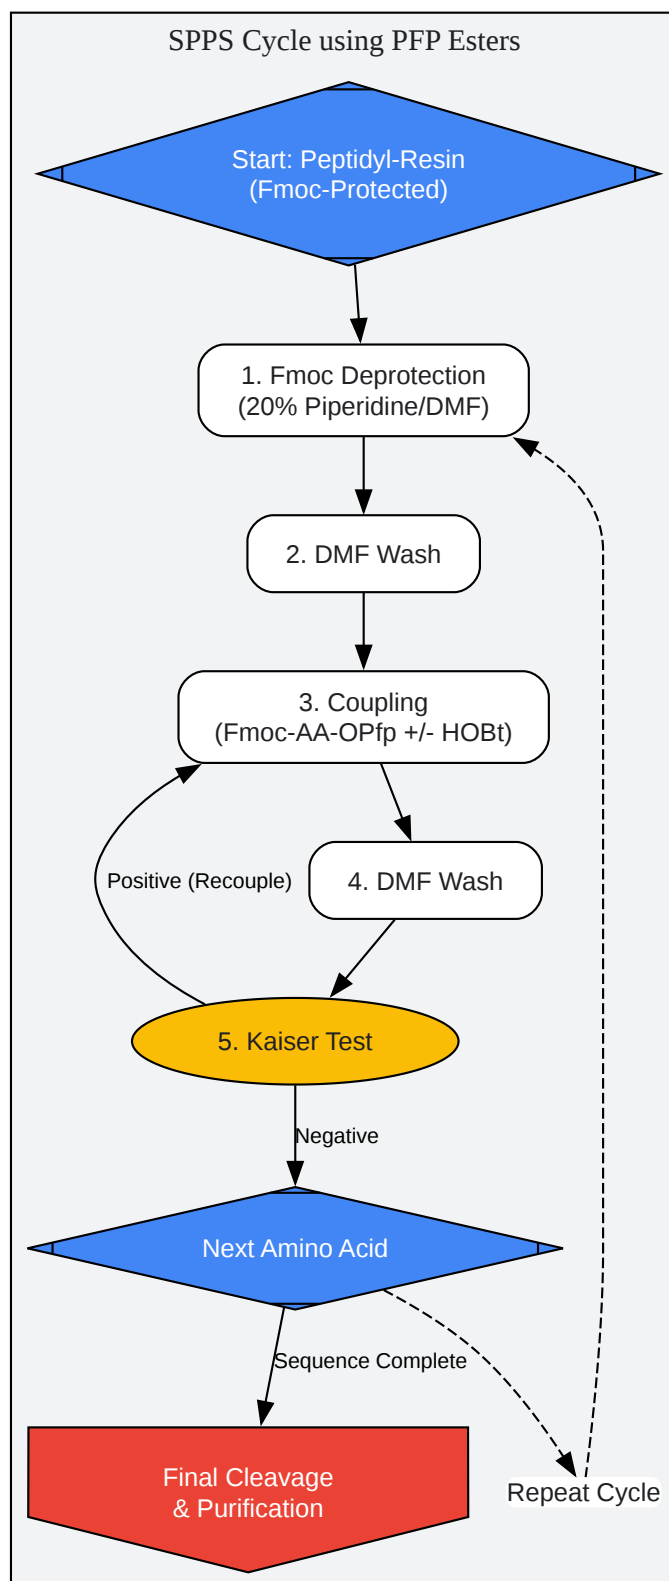 SPPS Cycle using PFP Esters
Start: Peptidyl-Resin
(Fmoc-Protected)
1. Fmoc Deprotection
(20% Piperidine/DMF)
2. DMF Wash
3. Coupling
(Fmoc-AA-OPfp +/- HOBt)
Positive (Recouple)
4. DMF Wash
5. Kaiser Test
Negative
Next Amino Acid
Sequence Complete
Final Cleavage
& Purification
Repeat Cycle